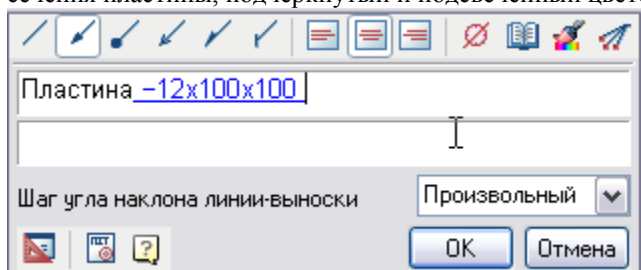 Пластина –12x100x100
Шаг угла наклона линии-выноски
Произвольный
OK
Отмена